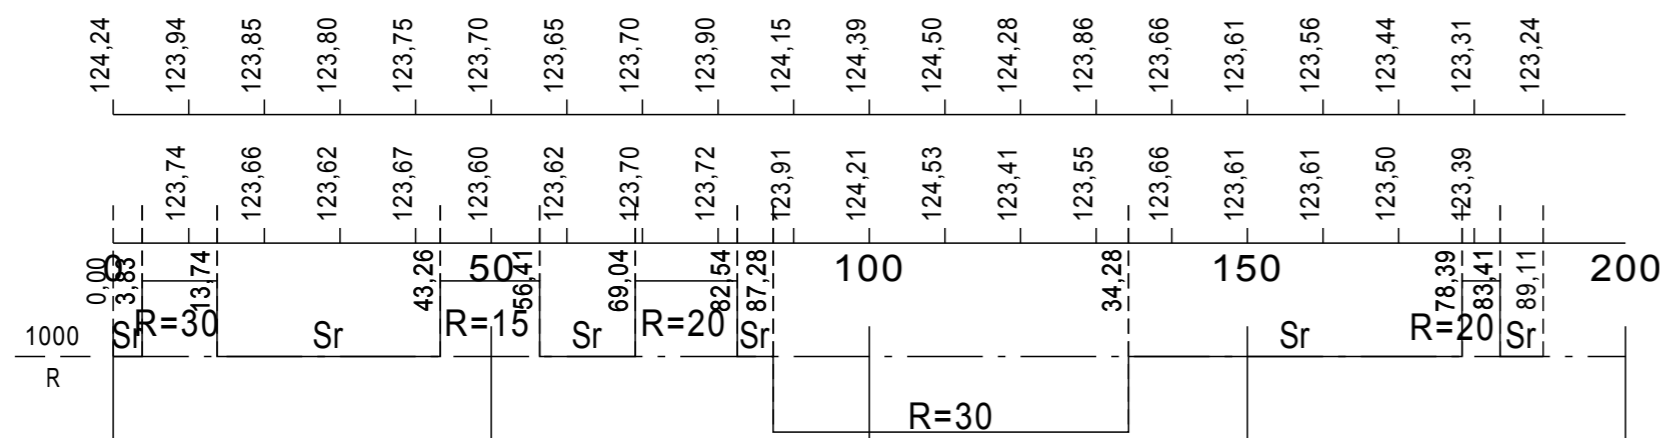 124,24 123,94 123,85 123,80 123,75 123,70 123,65 123,70 123,90 124,15 124,39 124,50 124,28 123,86 123,66 123,61 123,56 123,44 123,31 123,24
123,74 123,66 123,62 123,67 123,60 123,62 123,70 123,72 123,91 124,21 124,53 123,41 123,55 123,66 123,61 123,61 123,50 123,39
0 50 100 150 200
0,00 3,83 13,74 43,26 56,41 69,04 82,54 87,28 34,28 78,39 83,41 89,11
1000 Sr R=30 Sr R=15 Sr R=20 Sr Sr R=20 Sr
R
R=30